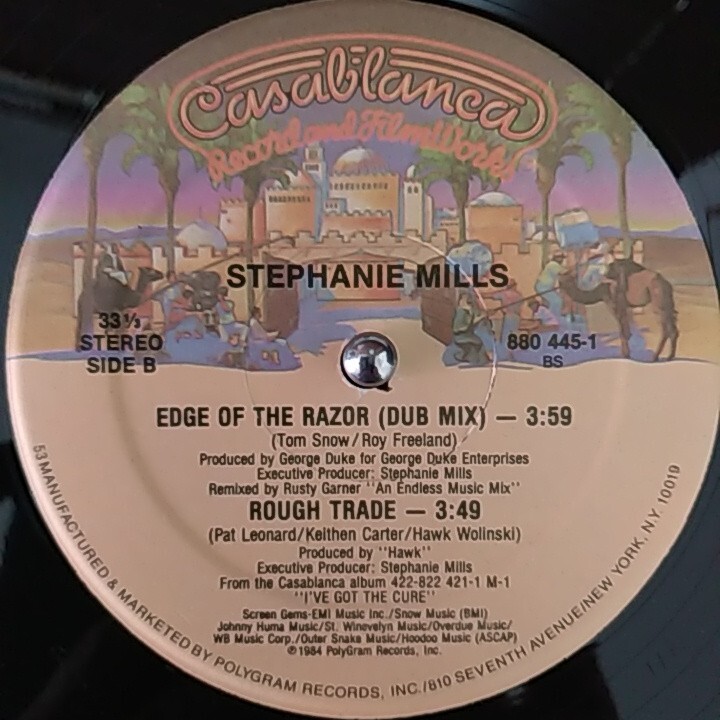 Casablanca
Record and FilmWorks
STEPHANIE MILLS
33⅓
STEREO
SIDE B
880 445-1
BS
EDGE OF THE RAZOR (DUB MIX) — 3:59
(Tom Snow/Roy Freeland)
Produced by George Duke for George Duke Enterprises
Executive Producer: Stephanie Mills
Remixed by Rusty Garner "An Endless Music Mix"
ROUGH TRADE — 3:49
(Pat Leonard/Keithen Carter/Hawk Wolinski)
Produced by "Hawk"
Executive Producer: Stephanie Mills
From the Casablanca album 422-822 421-1 M-1
"I'VE GOT THE CURE"
Screen Gems-EMI Music Inc./Snow Music (BMI)
Johnny Huma Music/St. Winevelyn Music/Overdue Music/
WB Music Corp./Outer Snake Music/Hoodoo Music (ASCAP)
℗1984 PolyGram Records, Inc.
53 MANUFACTURED & MARKETED BY POLYGRAM RECORDS, INC./810 SEVENTH AVENUE/NEW YORK, N.Y. 10019